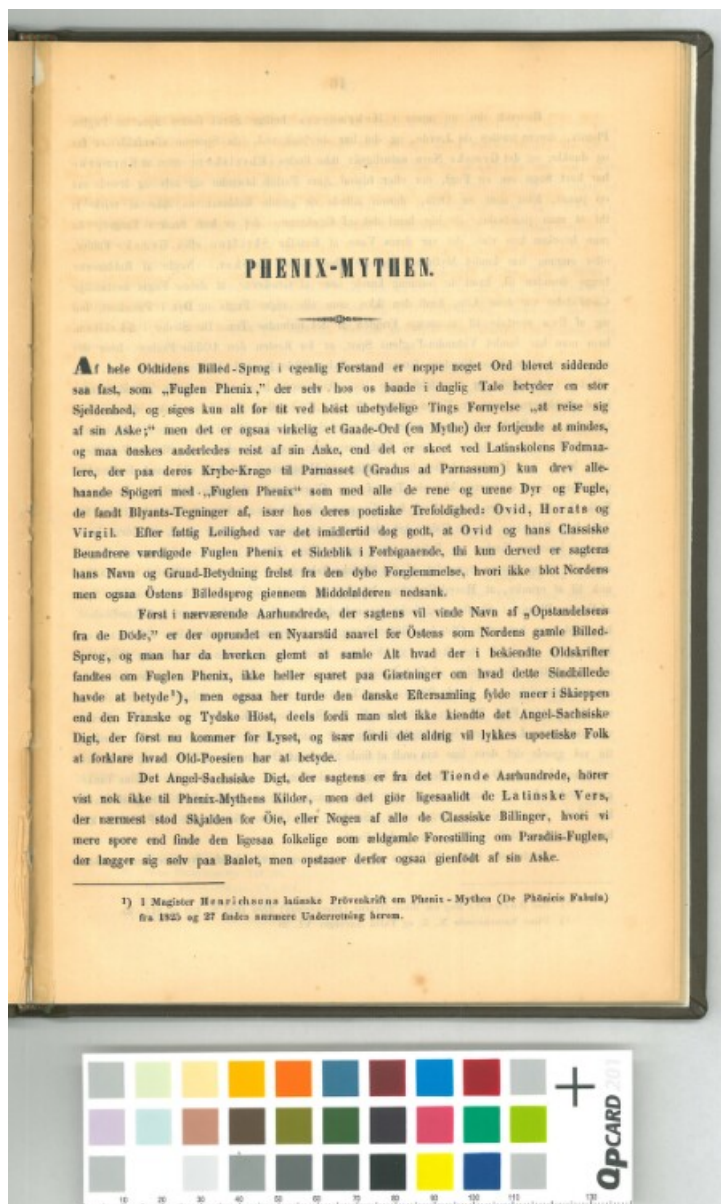 PHENIX-MYTHEN.
Af hele Oldtidens Billed-Sprog i egenlig Forstand er neppe noget Ord blevet siddende
saa fast, som „Fuglen Phenix,“ der selv hos os baade i daglig Tale betyder en stor
Sjeldenhed, og siges kun alt for tit ved höist ubetydelige Tings Fornyelse „at reise sig
af sin Aske;“ men det er ogsaa virkelig et Gaade-Ord (en Mythe) der fortjende at mindes,
og maa önskes anderledes reist af sin Aske, end det er skeet ved Latinskolens Fodmaa-
lere, der paa deres Krybe-Krage til Parnasset (Gradus ad Parnassum) kun drev alle-
haande Spögeri med „Fuglen Phenix“ som med alle de rene og urene Dyr og Fugle,
de fandt Blyants-Tegninger af, især hos deres poetiske Trefoldighed: Ovid, Horats og
Virgil. Efter fattig Leilighed var det imidlertid dog godt, at Ovid og hans Classiske
Beundrere værdigede Fuglen Phenix et Sideblik i Forbigaaende, thi kun derved er sagtens
hans Navn og Grund-Betydning frelst fra den dybe Forglemmelse, hvori ikke blot Nordens
men ogsaa Östens Billedsprog giennem Middelalderen nedsank.
Först i nærværende Aarhundrede, der sagtens vil vinde Navn af „Opstandelsens
fra de Döde,“ er der oprundet en Nyaarstid saavel for Östens som Nordens gamle Billed-
Sprog, og man har da hverken glemt at samle Alt hvad der i bekiendte Oldskrifter
fandtes om Fuglen Phenix, ikke heller sparet paa Giætninger om hvad dette Sindbillede
havde at betyde¹), men ogsaa her turde den danske Eftersamling fylde meer i Skieppen
end den Franske og Tydske Höst, deels fordi man slet ikke kiendte det Angel-Sachsiske
Digt, der först nu kommer for Lyset, og især fordi det aldrig vil lykkes upoetiske Folk
at forklare hvad Old-Poesien har at betyde.
Det Angel-Sachsiske Digt, der sagtens er fra det Tiende Aarhundrede, hörer
vist nok ikke til Phenix-Mythens Kilder, men det giör ligesaalidt de Latinske Vers,
der nærmest stod Skjalden for Öie, eller Nogen af alle de Classiske Billinger, hvori vi
mere spore end finde den ligesaa folkelige som ældgamle Forestilling om Paradiis-Fuglen,
der lægger sig selv paa Baalet, men opstaaer derfor ogsaa gienfödt af sin Aske.
¹) I Magister Henrichsens latinske Pröveskrift om Phenix-Mythen (De Phönicis Fabula)
fra 1825 og 27 findes nærmere Underretning herom.
QpCARD 201
10 20 30 40 50 60 70 80 90 100 110 130